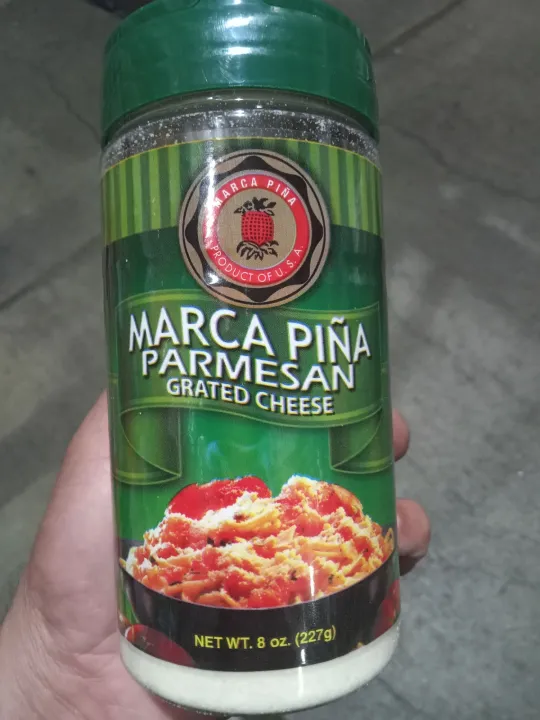 MARCA PIÑA
PRODUCT OF U.S.A.
MARCA PIÑA
PARMESAN
GRATED CHEESE
NET WT. 8 oz. (227g)